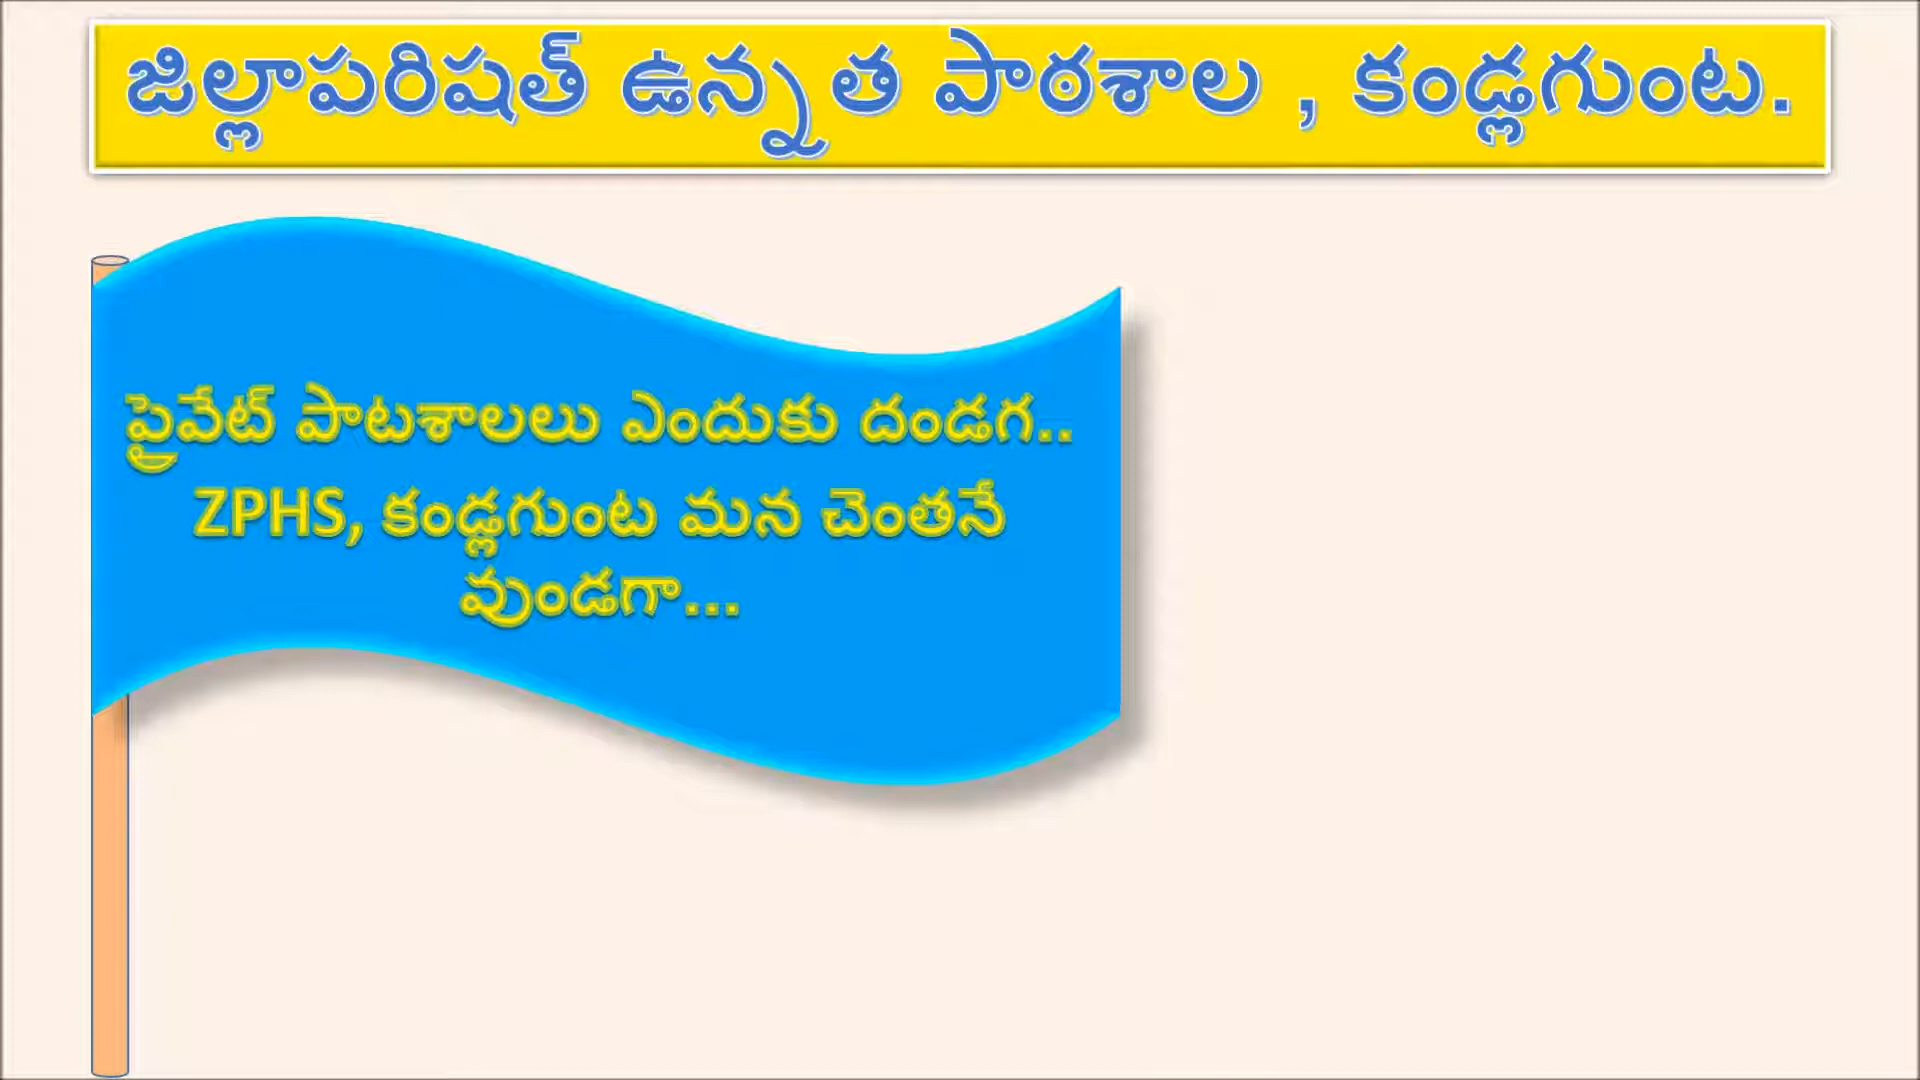 జిల్లాపరిషత్ ఉన్నత పాఠశాల , కండ్లగుంట.
ప్రైవేట్ పాటశాలలు ఎందుకు దండగ..
ZPHS, కండ్లగుంట మన చెంతనే
వుండగా...